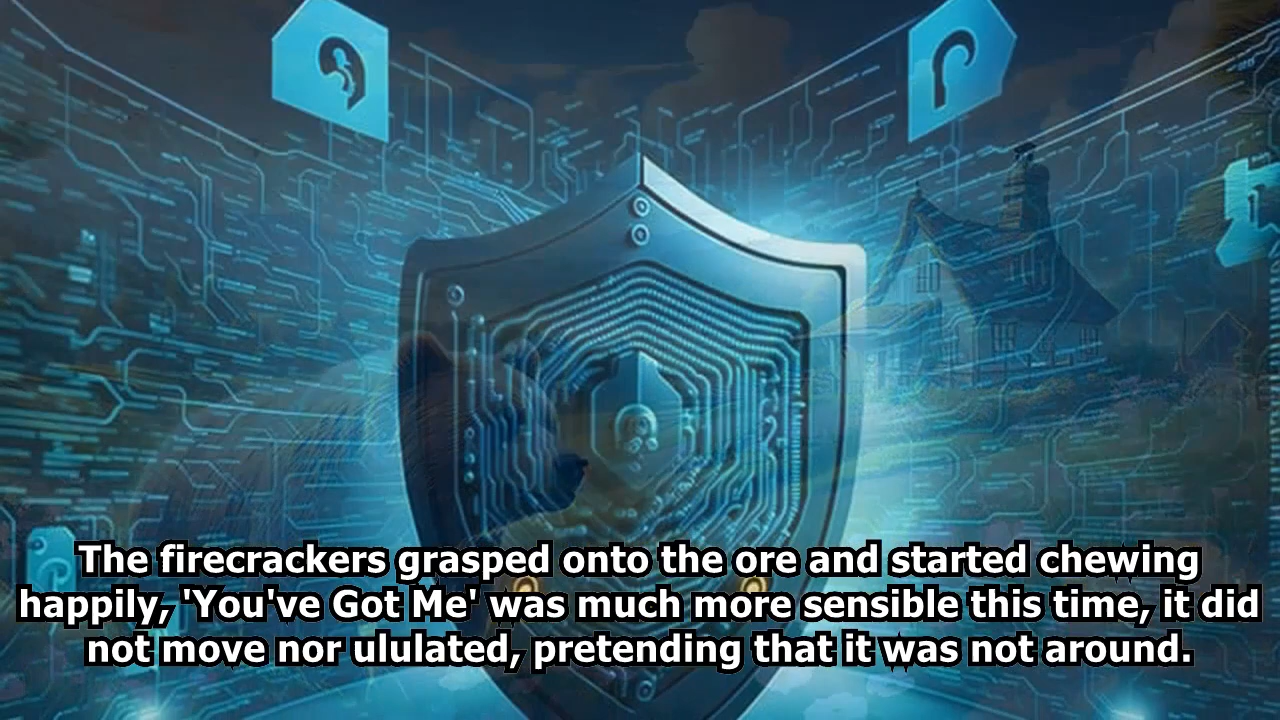 The firecrackers grasped onto the ore and started chewing
happily, 'You've Got Me' was much more sensible this time, it did
not move nor ululated, pretending that it was not around.